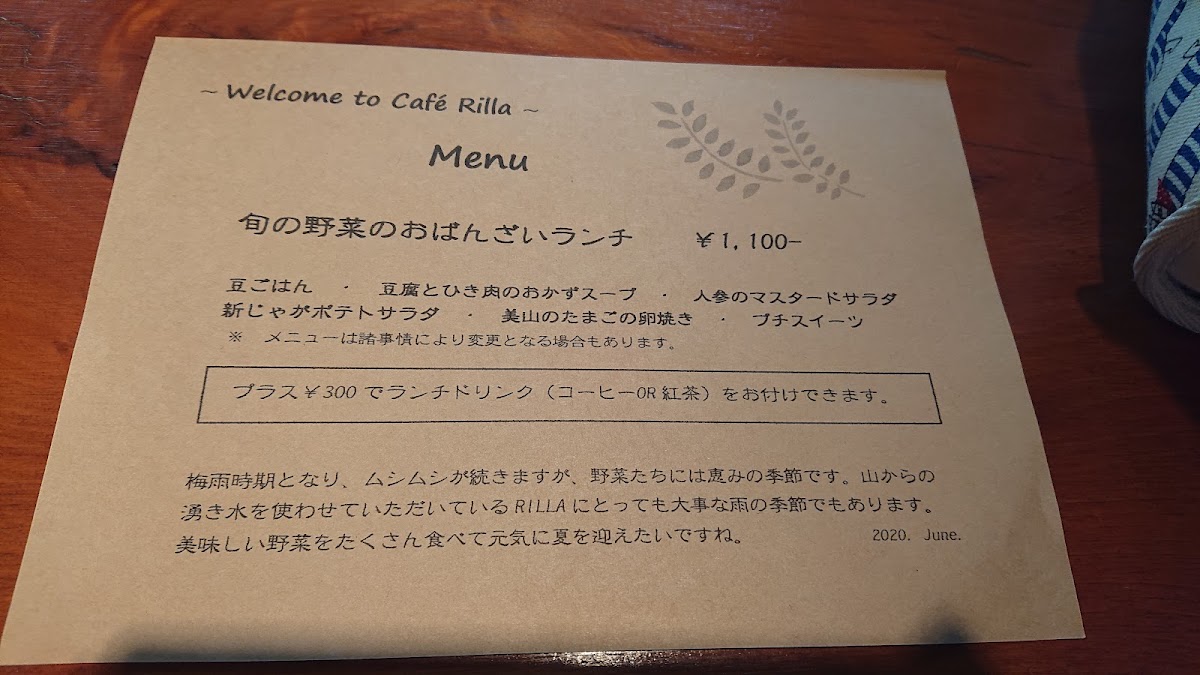 ~ Welcome to Café Rilla ~
Menu
旬の野菜のおばんざいランチ ￥1,100-
豆ごはん ・ 豆腐とひき肉のおかずスープ ・ 人参のマスタードサラダ
新じゃがポテトサラダ ・ 美山のたまごの卵焼き ・ プチスイーツ
※ メニューは諸事情により変更となる場合もあります。
プラス￥300 でランチドリンク（コーヒーOR 紅茶）をお付けできます。
梅雨時期となり、ムシムシが続きますが、野菜たちには恵みの季節です。山からの
湧き水を使わせていただいているRILLAにとっても大事な雨の季節でもあります。
美味しい野菜をたくさん食べて元気に夏を迎えたいですね。 2020. June.